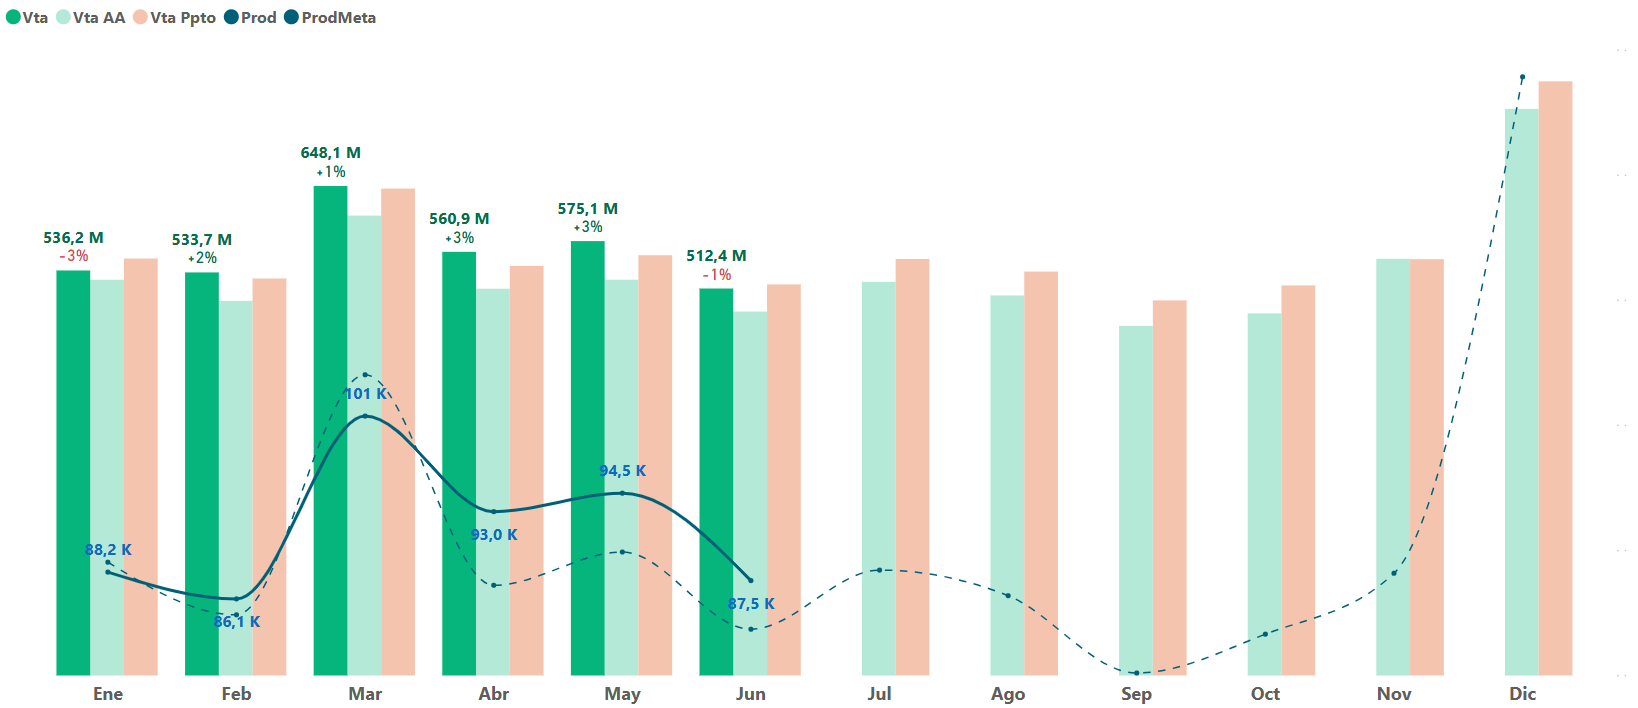 Vta Vta AA Vta Ppto Prod ProdMeta
648,1 M
+1%
575,1 M
+3%
560,9 M
+3%
536,2 M
-3%
533,7 M
+2%
512,4 M
-1%
101 K
94,5 K
93,0 K
88,2 K
87,5 K
86,1 K
Ene Feb Mar Abr May Jun Jul Ago Sep Oct Nov Dic